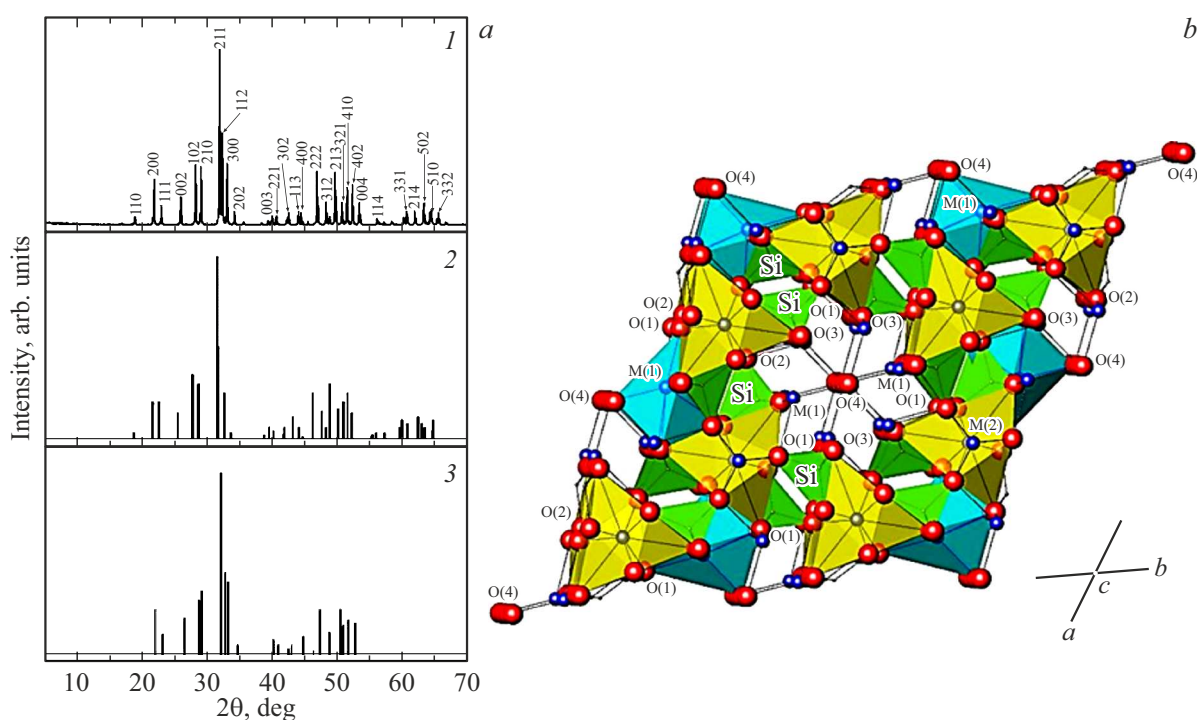 1
a
211
112
200
111
002
102
210
300
202
110
003
221
302
113
400
222
312
213
321
410
402
004
114
331
214
502
510
332
Intensity, arb. units
2
3
10 20 30 40 50 60 70
2θ, deg
b
O(4)
O(4)
O(4)
M(1)
Si
Si
O(1)
O(3)
O(2)
O(1)
O(3)
O(2)
O(2)
O(3)
M(1)
Si
O(4)
M(1)
O(4)
M(1)
O(1)
O(4)
O(3)
M(2)
O(1)
Si
O(2)
O(1)
O(1)
O(4)
b
c
a